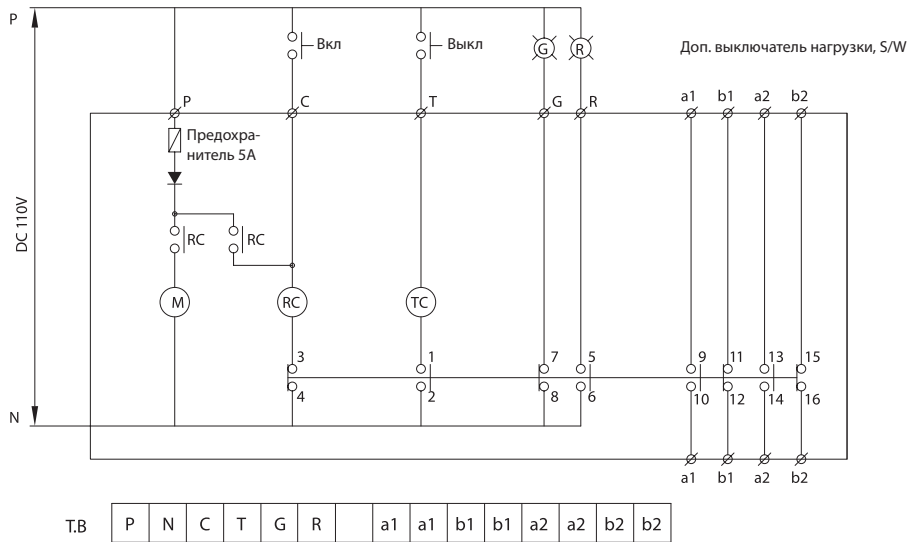 P
Вкл
Выкл
G
R
Доп. выключатель нагрузки, S/W
P
C
T
G
R
a1
b1
a2
b2
Предохра-
нитель 5А
DC 110V
RC
RC
M
RC
TC
3
1
7
5
9
11
13
15
4
2
8
6
10
12
14
16
N
a1
b1
a2
b2
T.B P N C T G R a1 a1 b1 b1 a2 a2 b2 b2